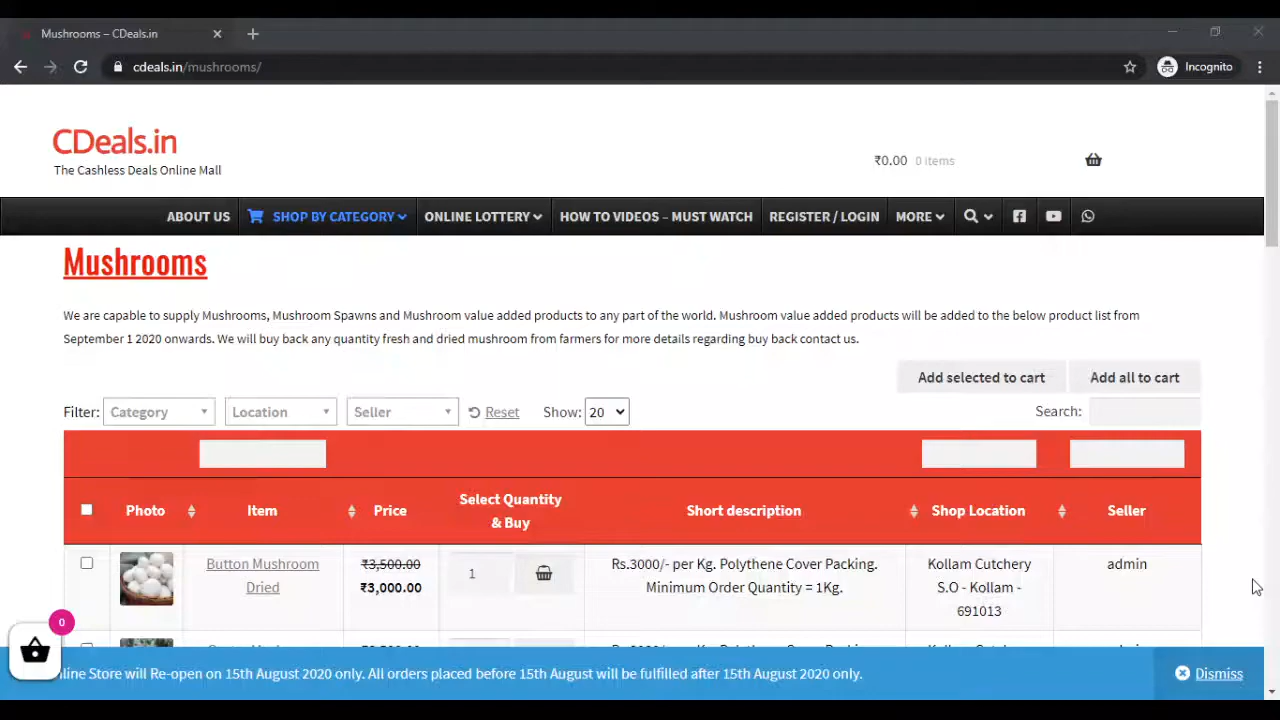 Mushrooms – CDeals.in
cdeals.in/mushrooms/
Incognito
CDeals.in
The Cashless Deals Online Mall
₹0.00 0 items
ABOUT US SHOP BY CATEGORY ONLINE LOTTERY HOW TO VIDEOS – MUST WATCH REGISTER / LOGIN MORE
Mushrooms
We are capable to supply Mushrooms, Mushroom Spawns and Mushroom value added products to any part of the world. Mushroom value added products will be added to the below product list from
September 1 2020 onwards. We will buy back any quantity fresh and dried mushroom from farmers for more details regarding buy back contact us.
Add selected to cart Add all to cart
Filter: Category Location Seller Reset Show: 20 Search:
Photo Item Price Select Quantity & Buy Short description Shop Location Seller
Button Mushroom Dried
₹3,500.00
₹3,000.00
1
Rs.3000/- per Kg. Polythene Cover Packing.
Minimum Order Quantity = 1Kg.
Kollam Cutchery
S.O - Kollam -
691013
admin
0
Store will Re-open on 15th August 2020 only. All orders placed before 15th August will be fulfilled after 15th August 2020 only.
Dismiss